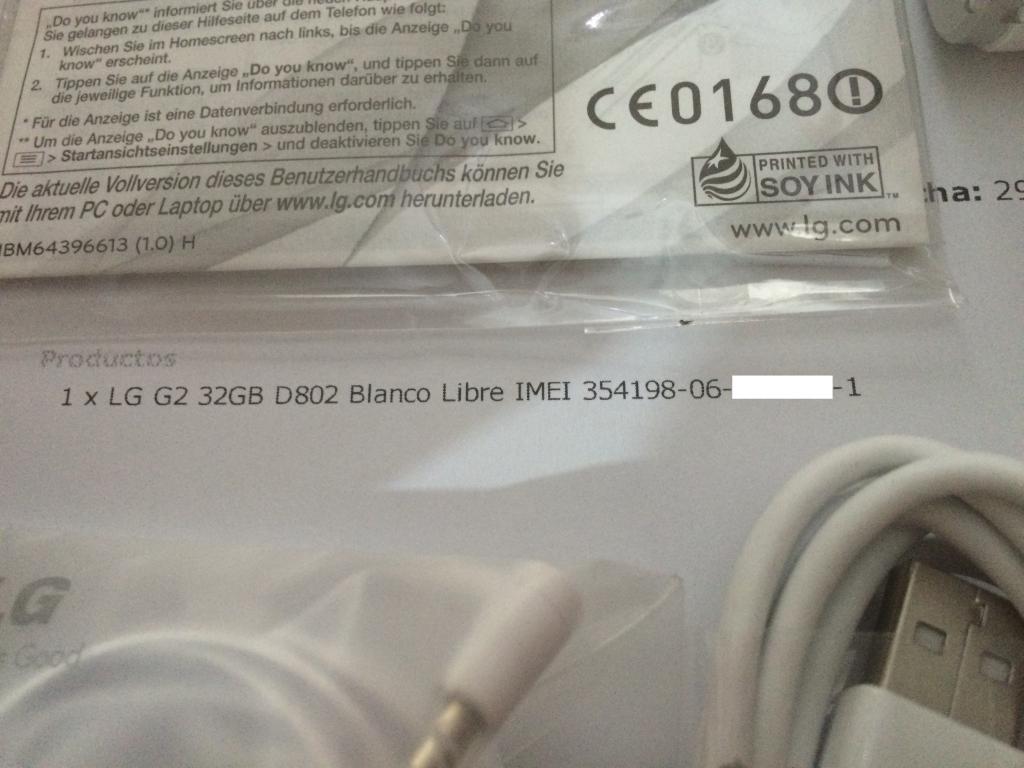 „Do you know“* informiert Sie über die neuen
Sie gelangen zu dieser Hilfeseite auf dem Telefon wie folgt:
1. Wischen Sie im Homescreen nach links, bis die Anzeige „Do you
know“ erscheint.
2. Tippen Sie auf die Anzeige „Do you know“, und tippen Sie dann auf
die jeweilige Funktion, um Informationen darüber zu erhalten.
* Für die Anzeige ist eine Datenverbindung erforderlich.
** Um die Anzeige „Do you know“ auszublenden, tippen Sie auf >
> Startansichtseinstellungen > und deaktivieren Sie Do you know.
Die aktuelle Vollversion dieses Benutzerhandbuchs können Sie
mit Ihrem PC oder Laptop über www.lg.com herunterladen.
BM64396613 (1.0) H
CE0168
PRINTED WITH
SOY INK™
www.lg.com
ha: 29
Productos
1 x LG G2 32GB D802 Blanco Libre IMEI 354198-06- -1
LG
Good